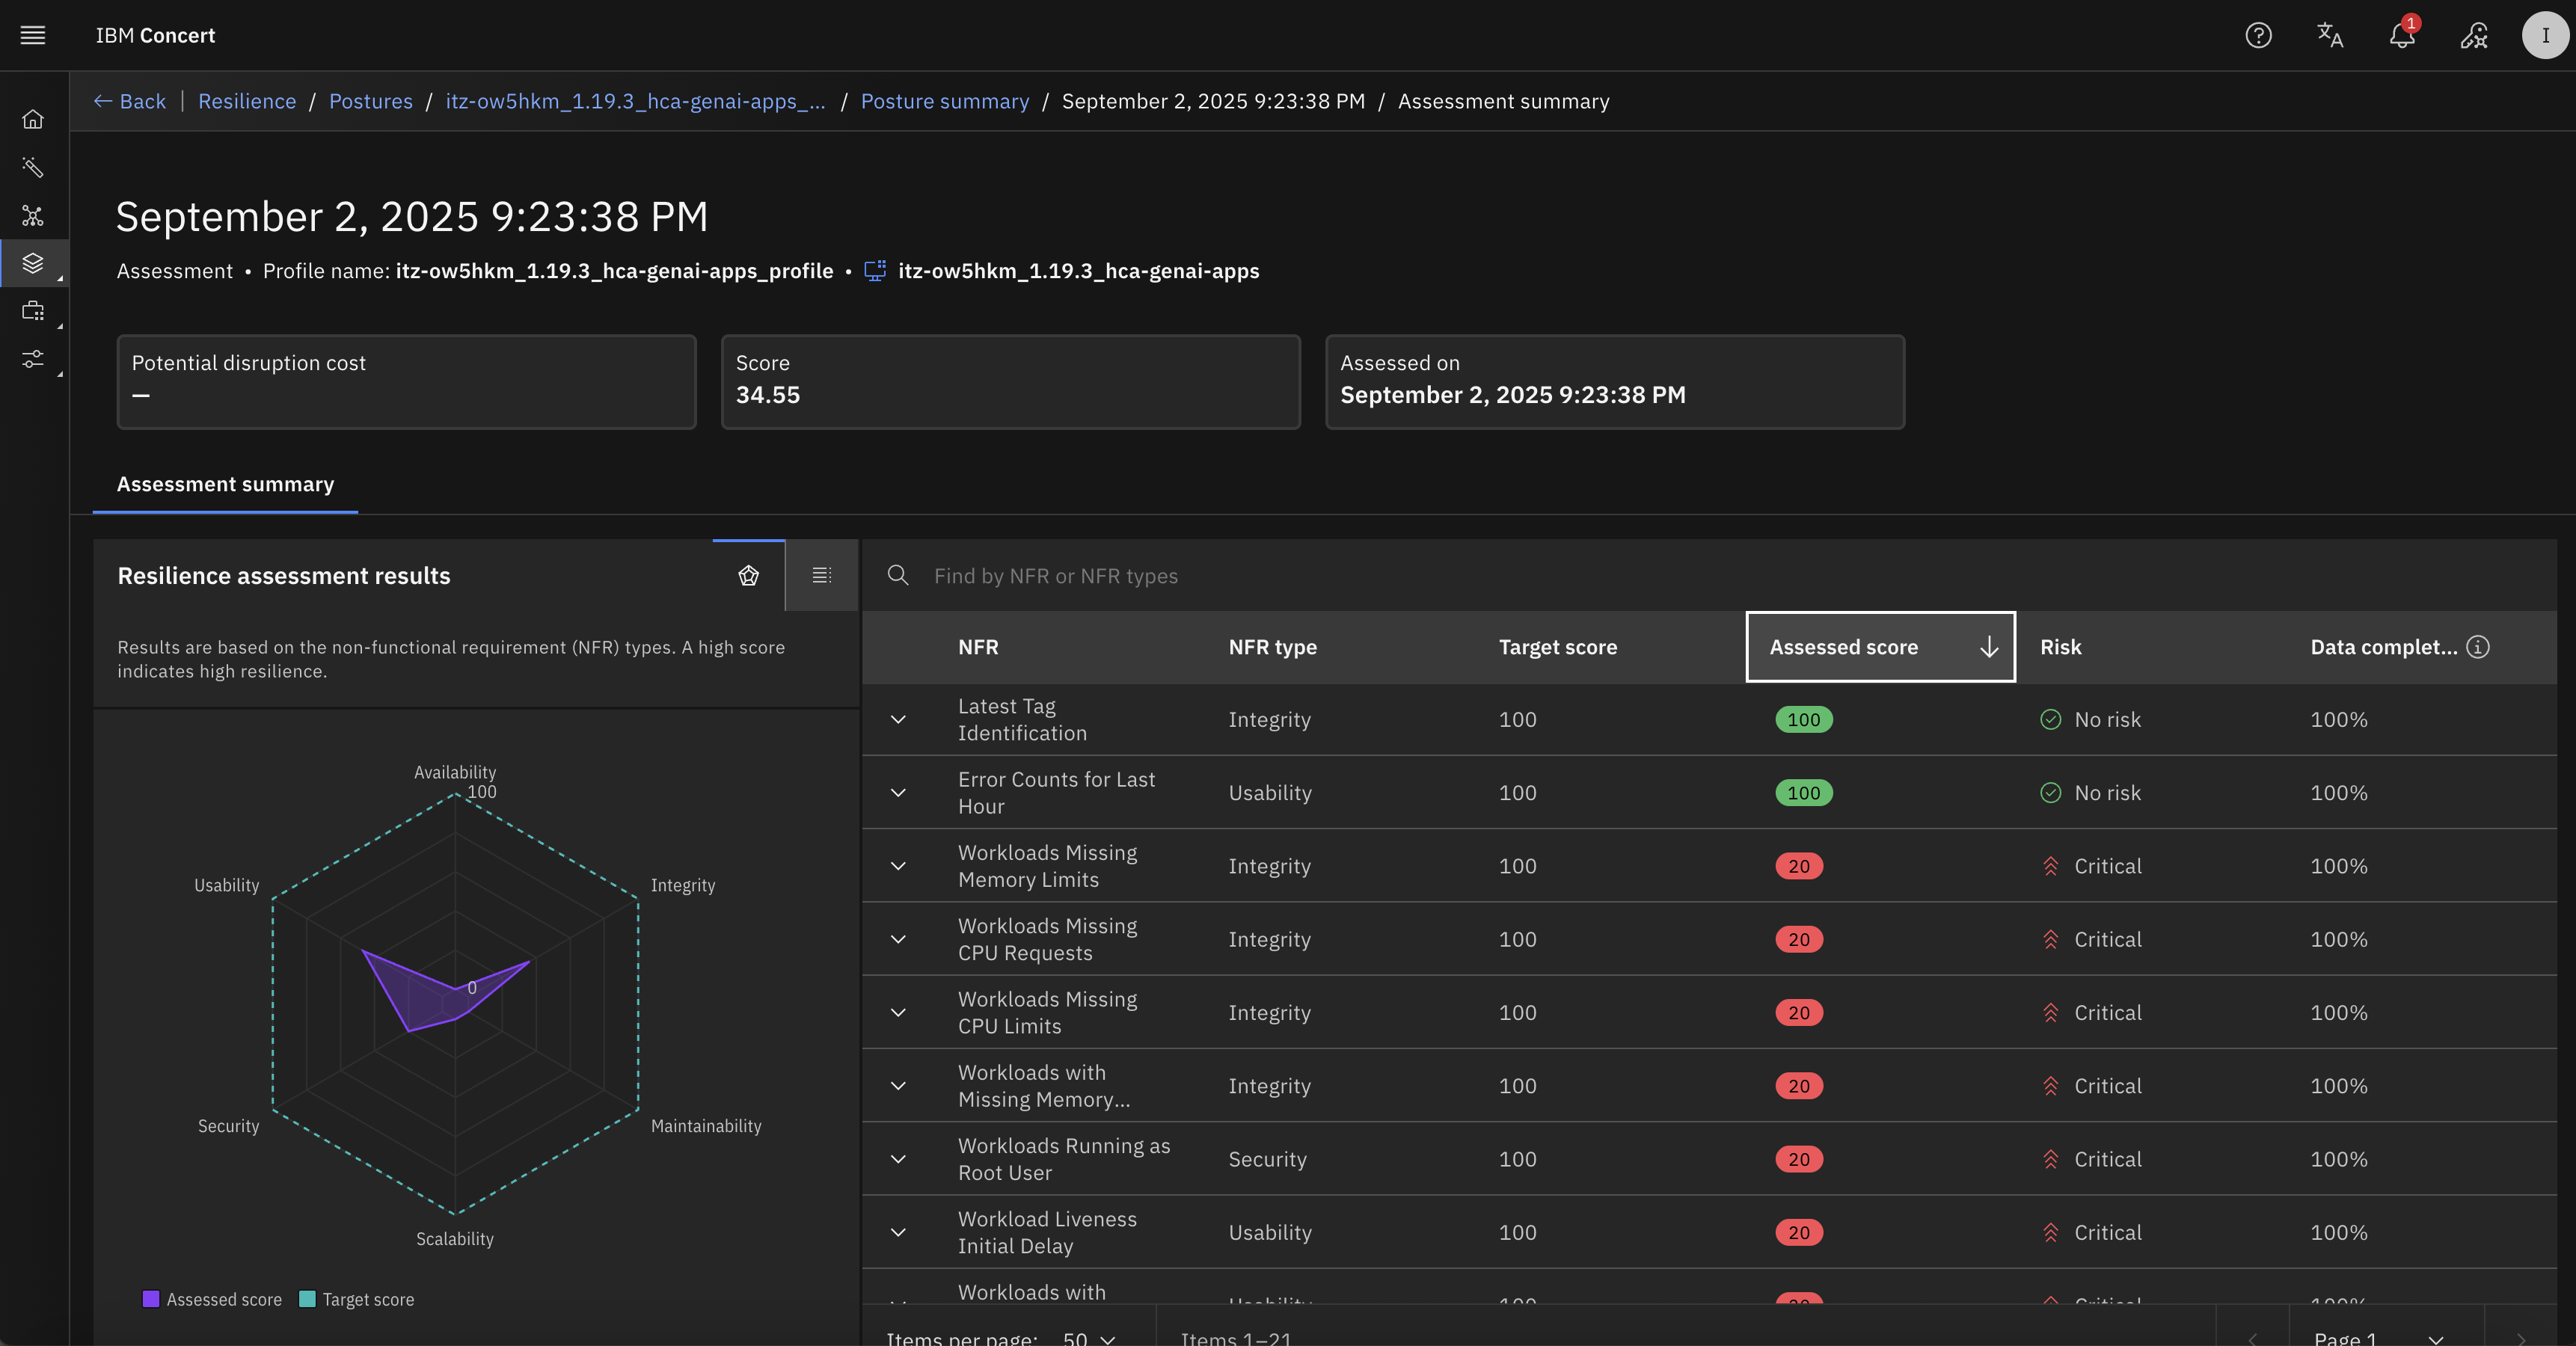 IBM Concert
1
I
Back | Resilience / Postures / itz-ow5hkm_1.19.3_hca-genai-apps_... / Posture summary / September 2, 2025 9:23:38 PM / Assessment summary
September 2, 2025 9:23:38 PM
Assessment • Profile name: itz-ow5hkm_1.19.3_hca-genai-apps_profile • itz-ow5hkm_1.19.3_hca-genai-apps
Potential disruption cost
—
Score
34.55
Assessed on
September 2, 2025 9:23:38 PM
Assessment summary
Resilience assessment results
Results are based on the non-functional requirement (NFR) types. A high score
indicates high resilience.
Availability
100
Usability
Integrity
0
Security
Maintainability
Scalability
Assessed score
Target score
Find by NFR or NFR types
NFR NFR type Target score Assessed score Risk Data complet...
Latest Tag
Identification
Integrity 100 100 No risk 100%
Error Counts for Last
Hour
Usability 100 100 No risk 100%
Workloads Missing
Memory Limits
Integrity 100 20 Critical 100%
Workloads Missing
CPU Requests
Integrity 100 20 Critical 100%
Workloads Missing
CPU Limits
Integrity 100 20 Critical 100%
Workloads with
Missing Memory...
Integrity 100 20 Critical 100%
Workloads Running as
Root User
Security 100 20 Critical 100%
Workload Liveness
Initial Delay
Usability 100 20 Critical 100%
Workloads with
Usability 100 20 Critical 100%
Items per page: 50
Items 1–21
Page 1